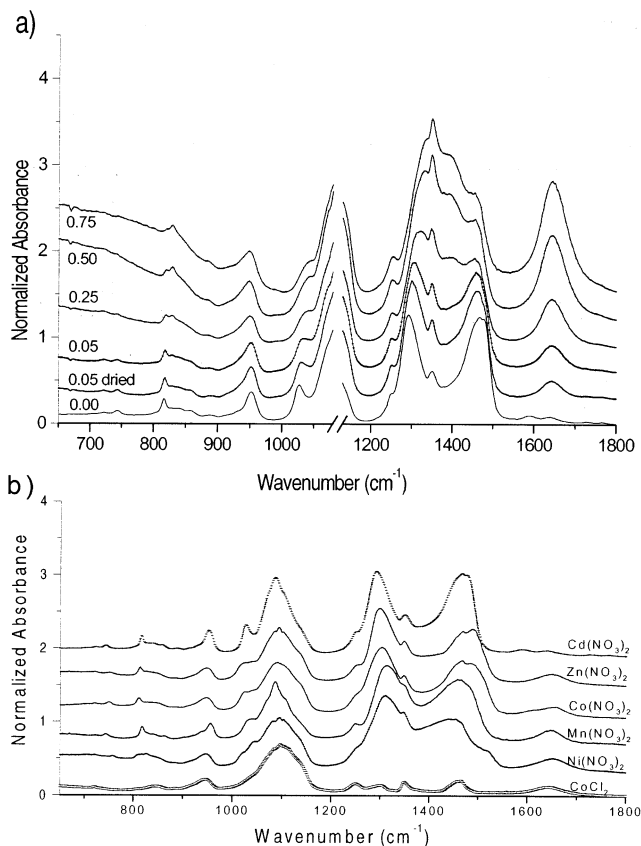 a)
4
3
2
1
0
Normalized Absorbance
0.75
0.50
0.25
0.05
0.05 dried
0.00
700 800 900 1000 1200 1400 1600 1800
Wavenumber (cm-1)
b)
4
3
2
1
0
Normalized Absorbance
Cd(NO3)2
Zn(NO3)2
Co(NO3)2
Mn(NO3)2
Ni(NO3)2
CoCl2
800 1000 1200 1400 1600 1800
Wavenumber (cm-1)